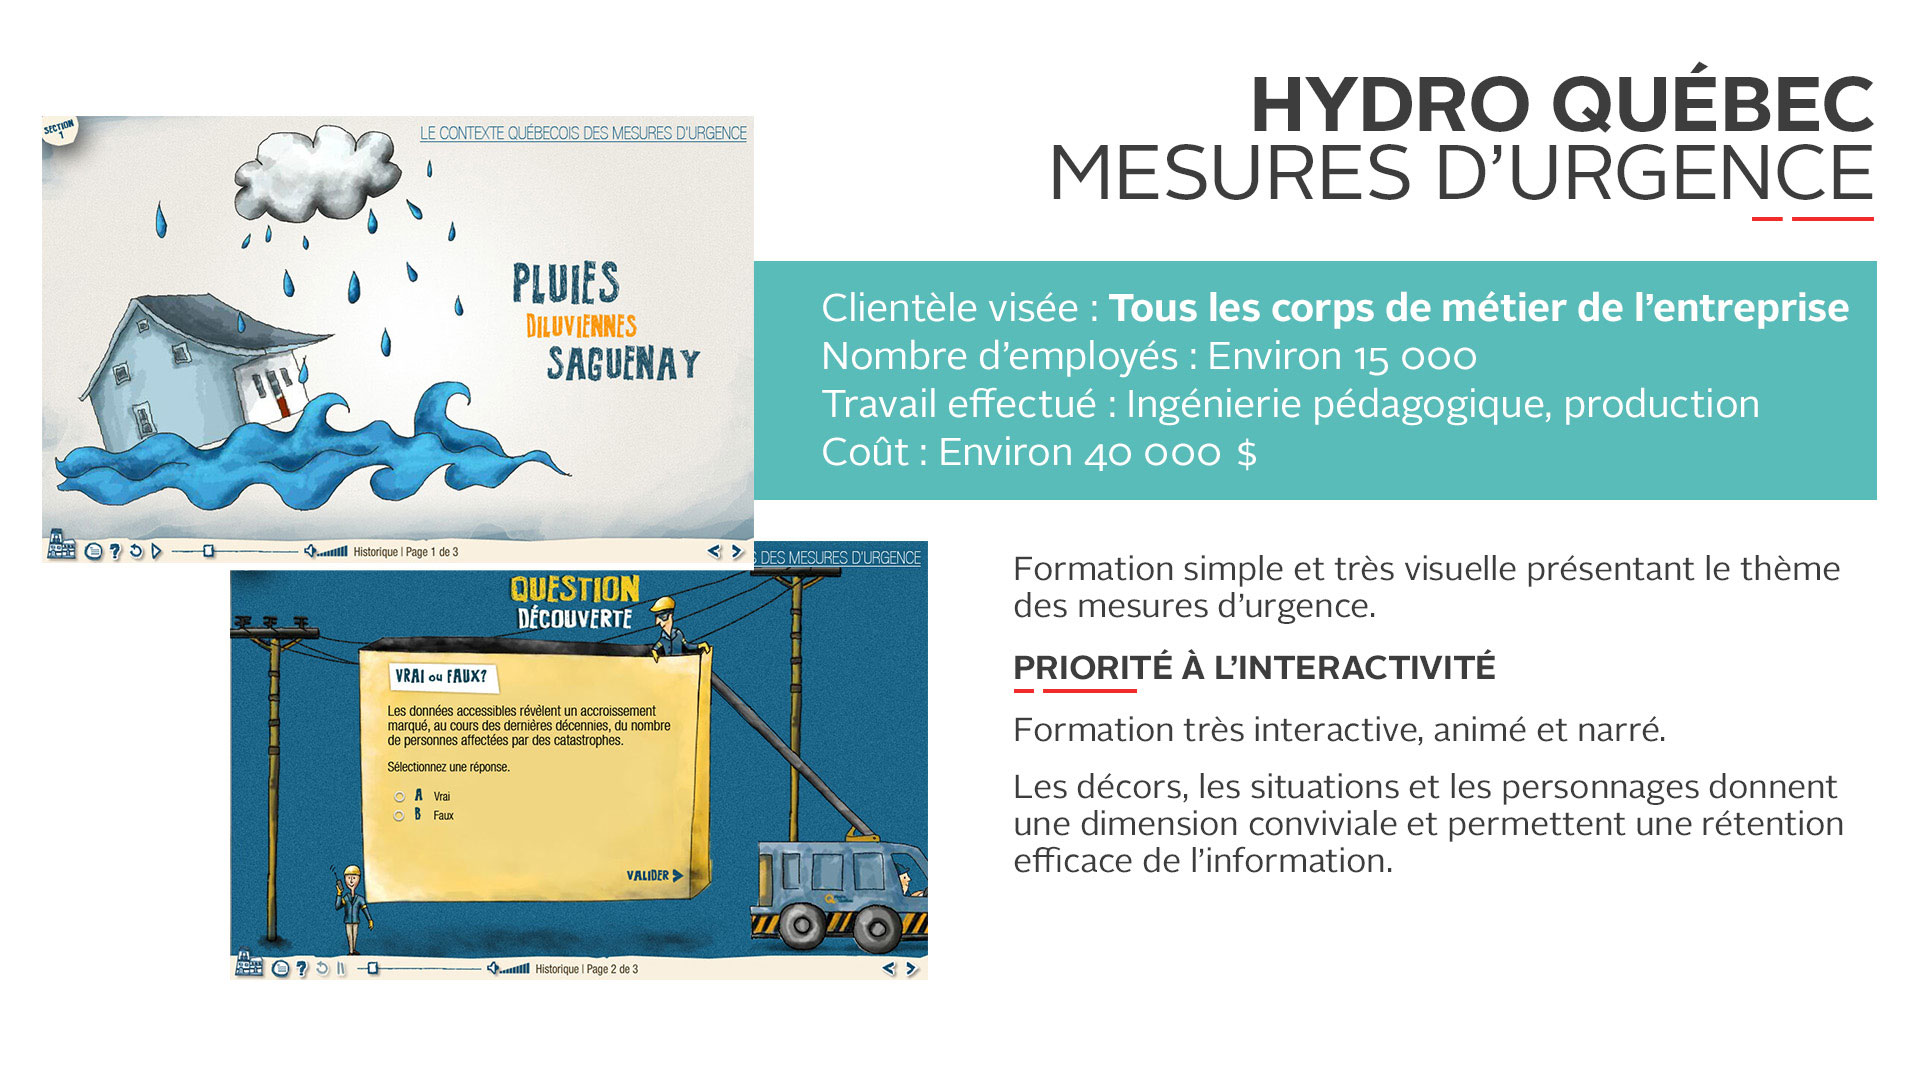 HYDRO QUÉBEC
MESURES D’URGENCE
SECTION
1
LE CONTEXTE QUÉBECOIS DES MESURES D'URGENCE
PLUIES
DILUVIENNES
SAGUENAY
Historique | Page 1 de 3
Clientèle visée : Tous les corps de métier de l’entreprise
Nombre d’employés : Environ 15 000
Travail effectué : Ingénierie pédagogique, production
Coût : Environ 40 000 $
DES MESURES D'URGENCE
QUESTION
DÉCOUVERTE
VRAI ou FAUX?
Les données accessibles révèlent un accroissement
marqué, au cours des dernières décennies, du nombre
de personnes affectées par des catastrophes.
Sélectionnez une réponse.
A Vrai
B Faux
VALIDER
Historique | Page 2 de 3
Formation simple et très visuelle présentant le thème
des mesures d’urgence.
PRIORITÉ À L’INTERACTIVITÉ
Formation très interactive, animé et narré.
Les décors, les situations et les personnages donnent
une dimension conviviale et permettent une rétention
efficace de l’information.